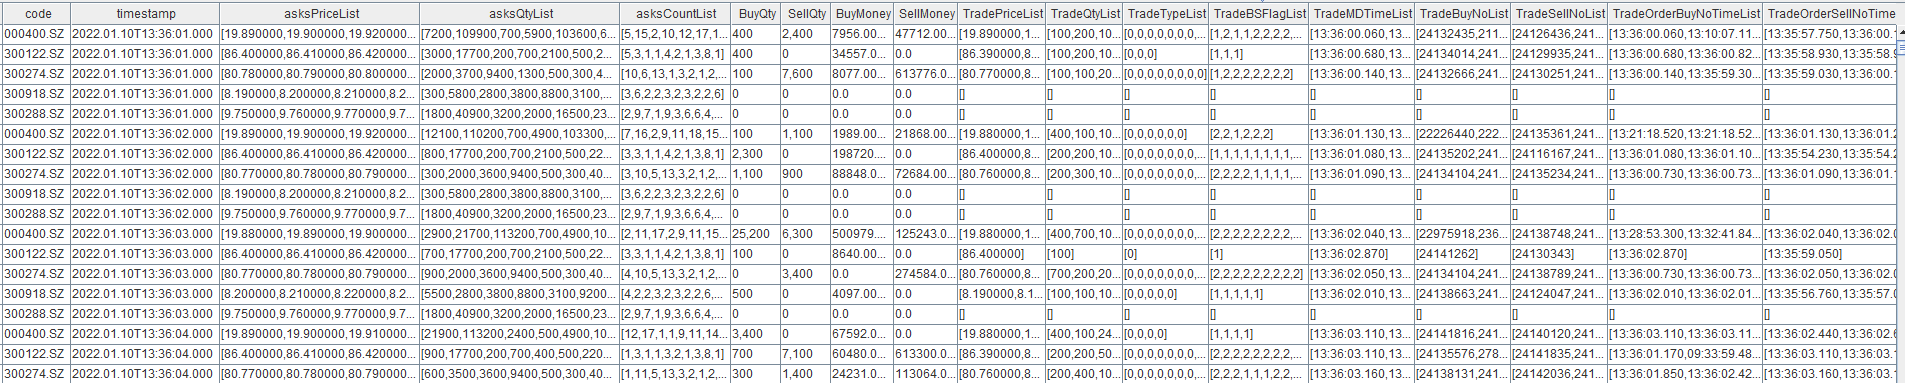 code timestamp asksPriceList asksQtyList asksCountList BuyQty SellQty BuyMoney SellMoney TradePriceList TradeQtyList TradeTypeList TradeBSFlagList TradeMDTimeList TradeBuyNoList TradeSellNoList TradeOrderBuyNoTimeList TradeOrderSellNoTime
000400.SZ 2022.01.10T13:36:01.000 [19.890000,19.900000,19.920000... [7200,109900,700,5900,103600,6... [5,15,2,10,12,17,1... 400 2,400 7956.00... 47712.00... [19.890000,1... [100,200,10... [0,0,0,0,0,0,... [1,2,1,1,2,2,2,2,... [13:36:00.060,13... [24132435,211... [24126436,241... [13:36:00.060,13:10:07.11... [13:35:57.750,13:36:00.
300122.SZ 2022.01.10T13:36:01.000 [86.400000,86.410000,86.420000... [3000,17700,200,700,2100,500,2... [5,3,1,1,4,2,1,3,8,1] 400 0 34557.00... 0.0 [86.390000,8... [100,200,10... [0,0,0] [1,1,1] [13:36:00.680,13... [24134014,241... [24129935,241... [13:36:00.680,13:36:00.82... [13:35:58.930,13:35:58.
300274.SZ 2022.01.10T13:36:01.000 [80.780000,80.790000,80.800000... [2000,3700,9400,1300,500,300,4... [10,6,13,1,3,2,1,2,... 100 7,600 8077.00... 613776.0... [80.770000,8... [100,100,20... [0,0,0,0,0,0,0,0] [1,2,2,2,2,2,2,2] [13:36:00.140,13... [24132666,241... [24130251,241... [13:36:00.140,13:35:59.30... [13:35:59.030,13:36:00.
300918.SZ 2022.01.10T13:36:01.000 [8.190000,8.200000,8.210000,8.2... [300,5800,2800,3800,8800,3100,... [3,6,2,2,3,2,3,2,2,6] 0 0 0.0 0.0 [] [] [] [] [] [] [] [] []
300288.SZ 2022.01.10T13:36:01.000 [9.750000,9.760000,9.770000,9.7... [1800,40900,3200,2000,16500,23... [2,9,7,1,9,3,6,6,4,... 0 0 0.0 0.0 [] [] [] [] [] [] [] [] []
000400.SZ 2022.01.10T13:36:02.000 [19.890000,19.900000,19.920000... [12100,110200,700,4900,103300,... [7,16,2,9,11,18,15... 100 1,100 1989.00... 21868.00... [19.880000,1... [400,100,10... [0,0,0,0,0,0] [2,2,1,2,2,2] [13:36:01.130,13... [22226440,222... [24135361,241... [13:21:18.520,13:21:18.52... [13:36:01.130,13:36:01.2
300122.SZ 2022.01.10T13:36:02.000 [86.400000,86.410000,86.420000... [800,17700,200,700,2100,500,22... [3,3,1,1,4,2,1,3,8,1] 2,300 0 198720.... 0.0 [86.400000,8... [200,200,10... [0,0,0,0,0,0,... [1,1,1,1,1,1,1,1,... [13:36:01.080,13... [24135202,241... [24116167,241... [13:36:01.080,13:36:01.10... [13:35:54.230,13:35:54.2
300274.SZ 2022.01.10T13:36:02.000 [80.770000,80.780000,80.790000... [300,2000,3600,9400,500,300,40... [3,10,5,13,3,2,1,2,... 1,100 900 88848.0... 72684.00... [80.760000,8... [200,300,10... [0,0,0,0,0,0,... [2,2,2,2,1,1,1,1,... [13:36:01.090,13... [24134104,241... [24135234,241... [13:36:00.730,13:36:00.73... [13:36:01.090,13:36:01.
300918.SZ 2022.01.10T13:36:02.000 [8.190000,8.200000,8.210000,8.2... [300,5800,2800,3800,8800,3100,... [3,6,2,2,3,2,3,2,2,6] 0 0 0.0 0.0 [] [] [] [] [] [] [] [] []
300288.SZ 2022.01.10T13:36:02.000 [9.750000,9.760000,9.770000,9.7... [1800,40900,3200,2000,16500,23... [2,9,7,1,9,3,6,6,4,... 0 0 0.0 0.0 [] [] [] [] [] [] [] [] []
000400.SZ 2022.01.10T13:36:03.000 [19.880000,19.890000,19.900000... [2900,21700,113200,700,4900,10... [2,11,17,2,9,11,15... 25,200 6,300 500979.... 125243.0... [19.880000,1... [400,700,10... [0,0,0,0,0,0,... [2,2,2,2,2,2,2,2,... [13:36:02.040,13... [22975918,236... [24138748,241... [13:28:53.300,13:32:41.84... [13:36:02.040,13:36:02.0
300122.SZ 2022.01.10T13:36:03.000 [86.400000,86.410000,86.420000... [700,17700,200,700,2100,500,22... [3,3,1,1,4,2,1,3,8,1] 100 0 8640.00... 0.0 [86.400000] [100] [0] [1] [13:36:02.870] [24141262] [24130343] [13:36:02.870] [13:35:59.050]
300274.SZ 2022.01.10T13:36:03.000 [80.770000,80.780000,80.790000... [900,2000,3600,9400,500,300,40... [4,10,5,13,3,2,1,2,... 0 3,400 0.0 274584.0... [80.760000,8... [700,200,20... [0,0,0,0,0,0,... [2,2,2,2,2,2,2,2,2] [13:36:02.050,13... [24134104,241... [24138789,241... [13:36:00.730,13:36:00.73... [13:36:02.050,13:36:02.0
300918.SZ 2022.01.10T13:36:03.000 [8.200000,8.210000,8.220000,8.2... [5500,2800,3800,8800,3100,9200... [4,2,2,3,2,3,2,2,6,... 500 0 4097.00... 0.0 [8.190000,8.1... [100,100,10... [0,0,0,0,0] [1,1,1,1,1] [13:36:02.010,13... [24138663,241... [24124047,241... [13:36:02.010,13:36:02.01... [13:35:56.760,13:35:57.0
300288.SZ 2022.01.10T13:36:03.000 [9.750000,9.760000,9.770000,9.7... [1800,40900,3200,2000,16500,23... [2,9,7,1,9,3,6,6,4,... 0 0 0.0 0.0 [] [] [] [] [] [] [] [] []
000400.SZ 2022.01.10T13:36:04.000 [19.890000,19.900000,19.910000... [21900,113200,2400,500,4900,10... [12,17,1,1,9,11,14... 3,400 0 67592.0... 0.0 [19.880000,1... [400,100,24... [0,0,0,0] [1,1,1,1] [13:36:03.110,13... [24141816,241... [24140120,241... [13:36:03.110,13:36:03.11... [13:36:02.440,13:36:02.6
300122.SZ 2022.01.10T13:36:04.000 [86.400000,86.410000,86.420000... [900,17700,200,700,400,500,220... [1,3,1,1,3,2,1,3,8,1] 700 7,100 60480.0... 613300.0... [86.390000,8... [200,200,50... [0,0,0,0,0,0,... [2,2,2,2,2,2,2,2,... [13:36:03.110,13... [24135576,278... [24141835,241... [13:36:01.170,09:33:59.48... [13:36:03.110,13:36:03.1
300274.SZ 2022.01.10T13:36:04.000 [80.770000,80.780000,80.790000... [600,3500,3600,9400,500,300,40... [1,11,5,13,3,2,1,2,... 300 1,400 24231.0... 113064.0... [80.760000,8... [200,400,10... [0,0,0,0,0,0,... [2,2,2,1,1,1,2,2,... [13:36:03.160,13... [24138131,241... [24142036,241... [13:36:01.850,13:36:02.42... [13:36:03.160,13:36:03.